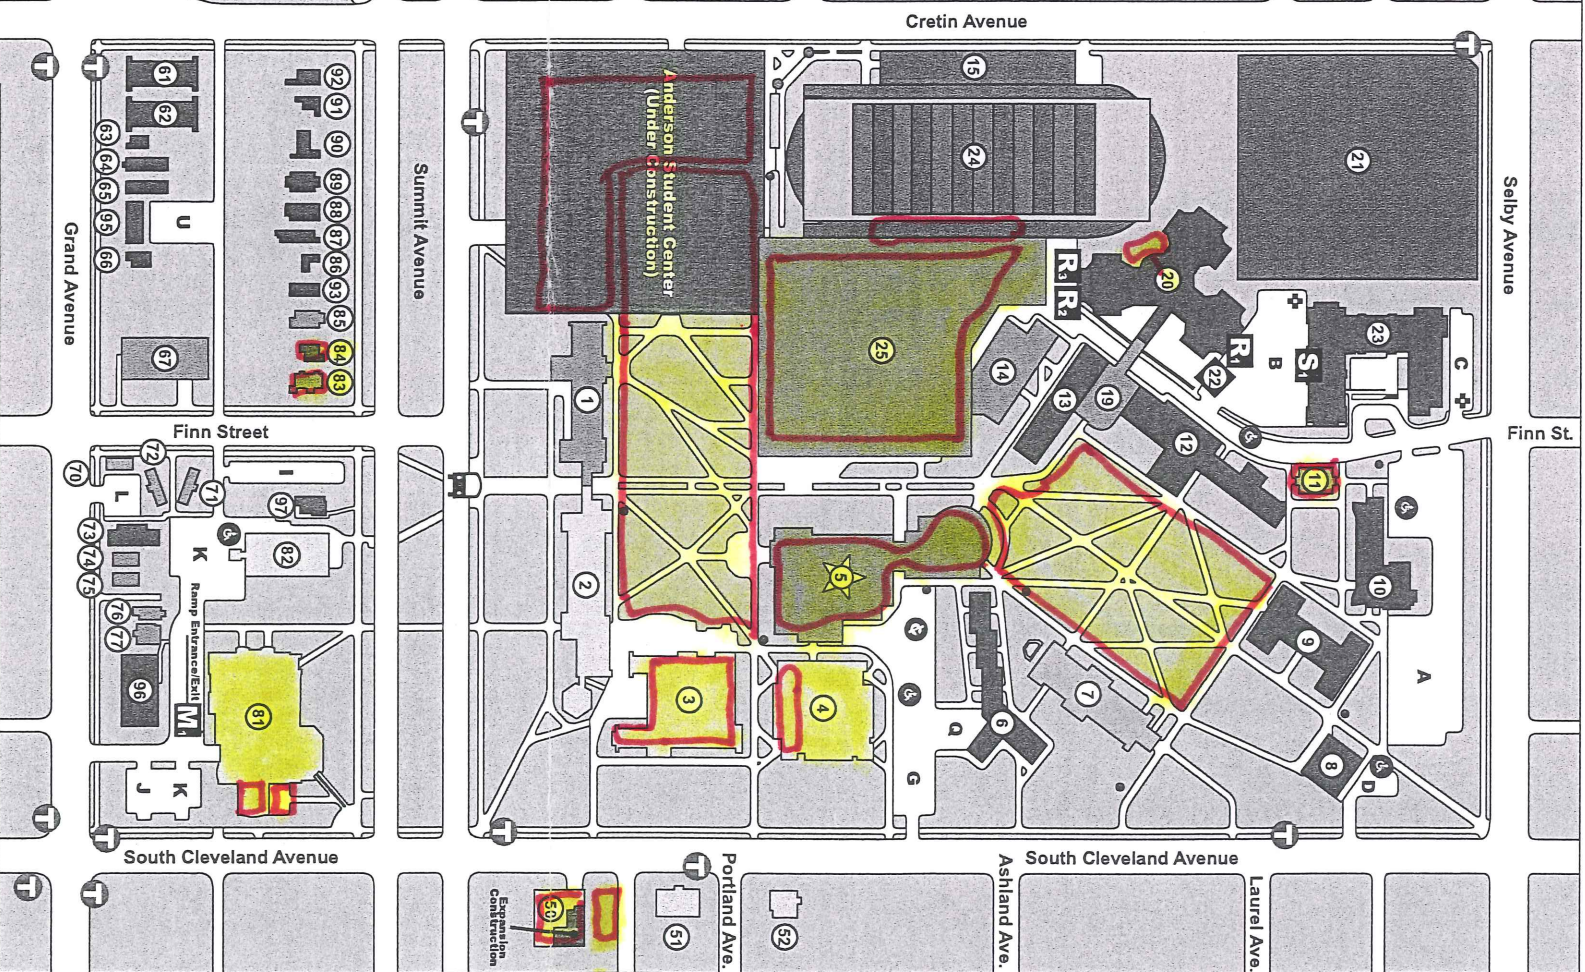 Cretin Avenue
T
T
T
T
61
62
63
64
65
95
66
U
67
92
91
90
89
88
87
86
93
85
84
83
Grand Avenue
Summit Avenue
Anderson Student Center
(Under Construction)
15
24
21
Selby Avenue
20
R3
R2
R1
S1
B
22
23
C
25
14
13
19
12
1
Finn Street
Finn St.
70
72
71
L
I
97
73
74
75
76
77
96
K
82
Ramp Entrance/Exit
M1
81
J
K
2
3
4
5
11
10
9
A
7
6
Q
G
8
D
T
T
T
T
South Cleveland Avenue
South Cleveland Avenue
T
T
T
50
Expansion
construction
51
Portland Ave.
52
Ashland Ave.
Laurel Ave.